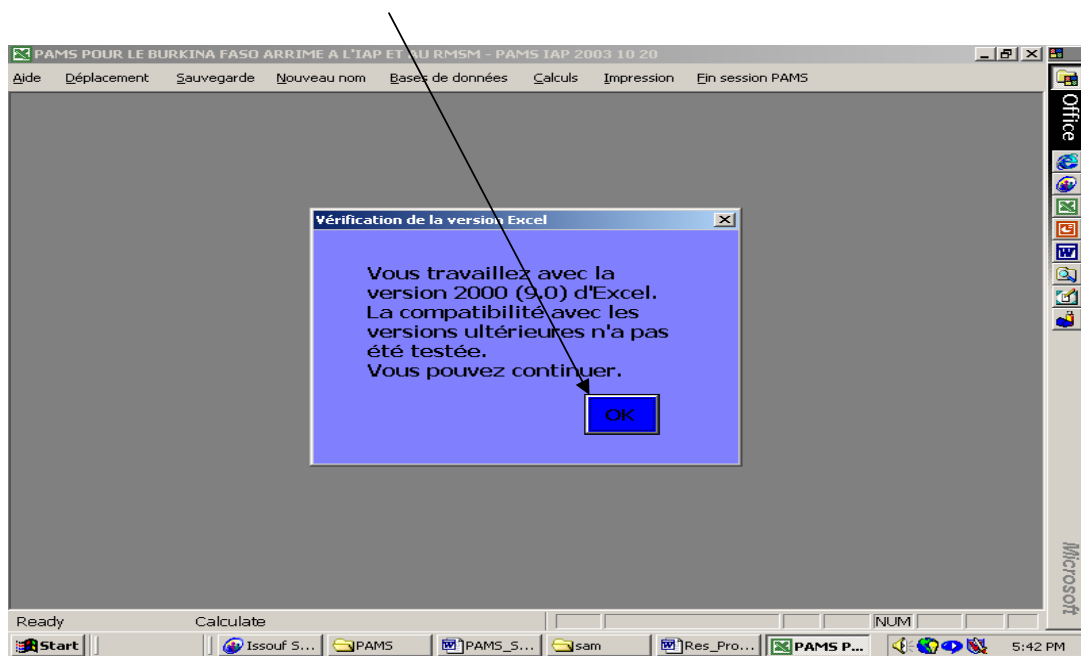 PAMS POUR LE BURKINA FASO ARRIME A L'IAP ET AU RMSM - PAMS IAP 2003 10 20
Aide Déplacement Sauvegarde Nouveau nom Bases de données Calculs Impression Fin session PAMS
Office
Vérification de la version Excel
Vous travaillez avec la
version 2000 (9.0) d'Excel.
La compatibilité avec les
versions ultérieures n'a pas
été testée.
Vous pouvez continuer.
OK
Microsoft
Ready Calculate NUM
Start Issouf S... PAMS PAMS_S... sam Res_Pro... PAMS P... 5:42 PM